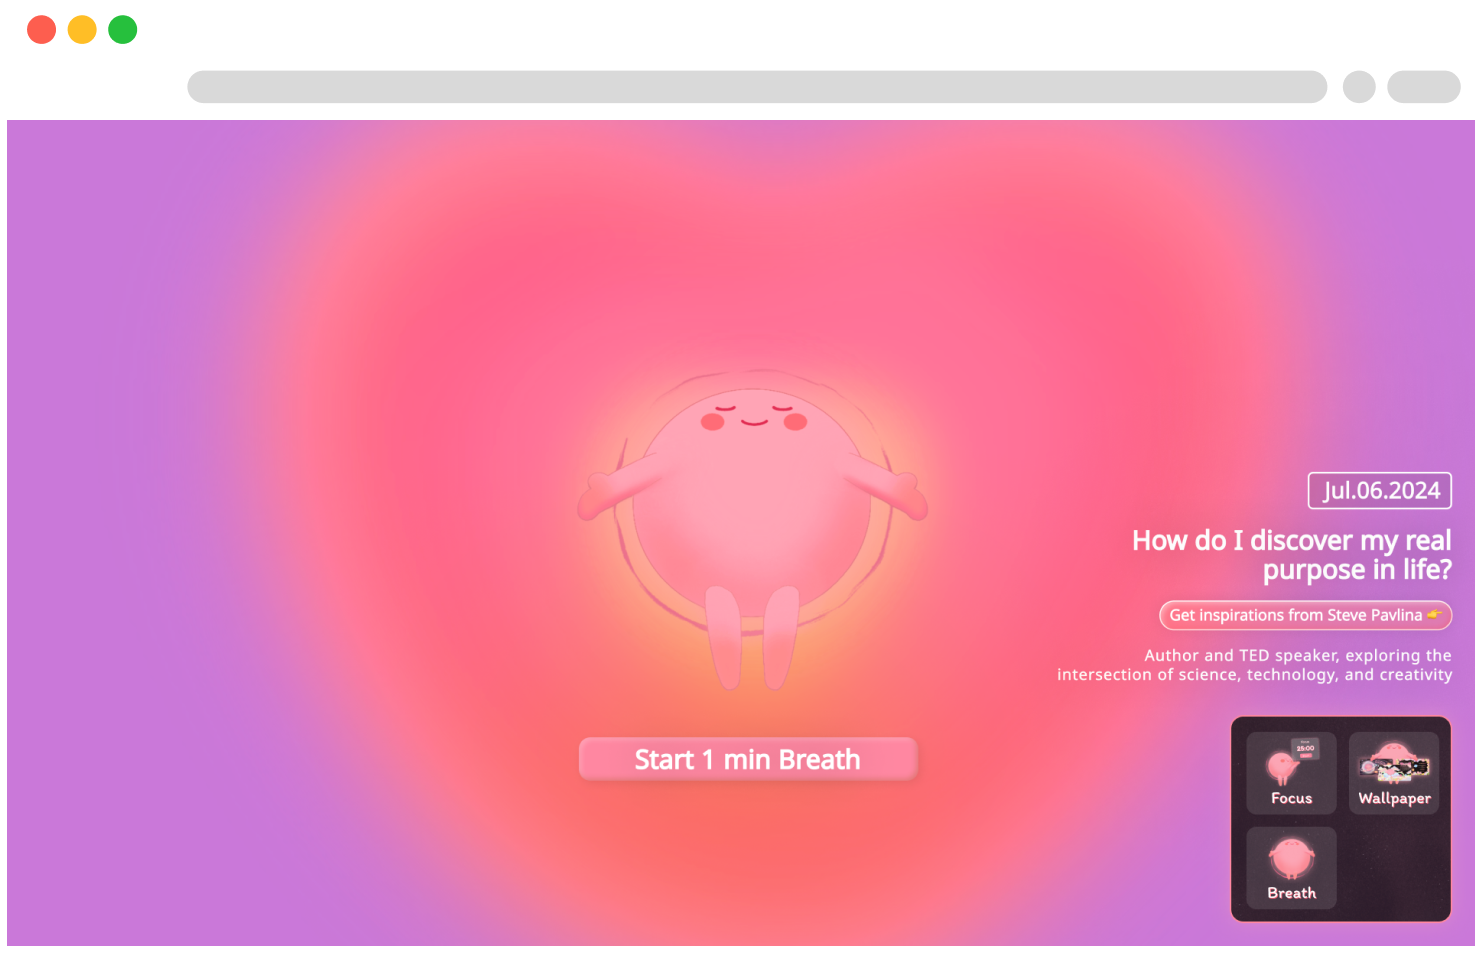 Jul.06.2024
How do I discover my real
purpose in life?
Get inspirations from Steve Pavlina 👉
Author and TED speaker, exploring the
intersection of science, technology, and creativity
Start 1 min Breath
25:00
Focus
Wallpaper
Breath